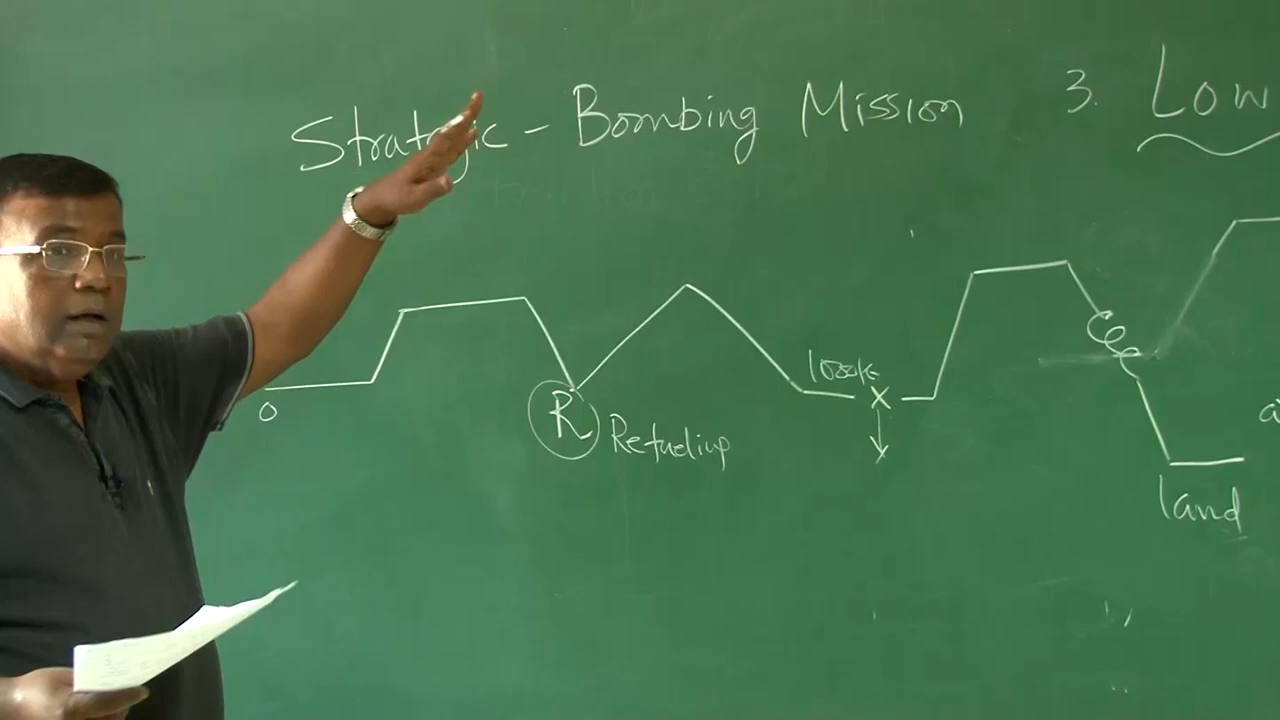 Strategic - Bombing Mission
3. Low
0
R Refueling
X
land
a